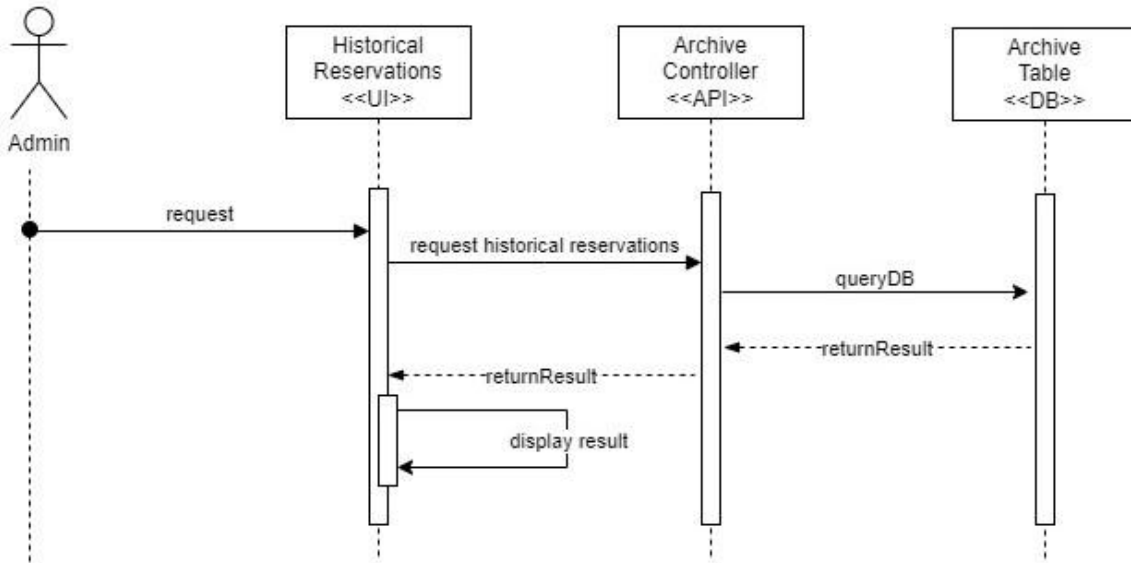 Historical
Reservations
<<UI>>
Archive
Controller
<<API>>
Archive
Table
<<DB>>
Admin
request
request historical reservations
queryDB
returnResult
returnResult
display result